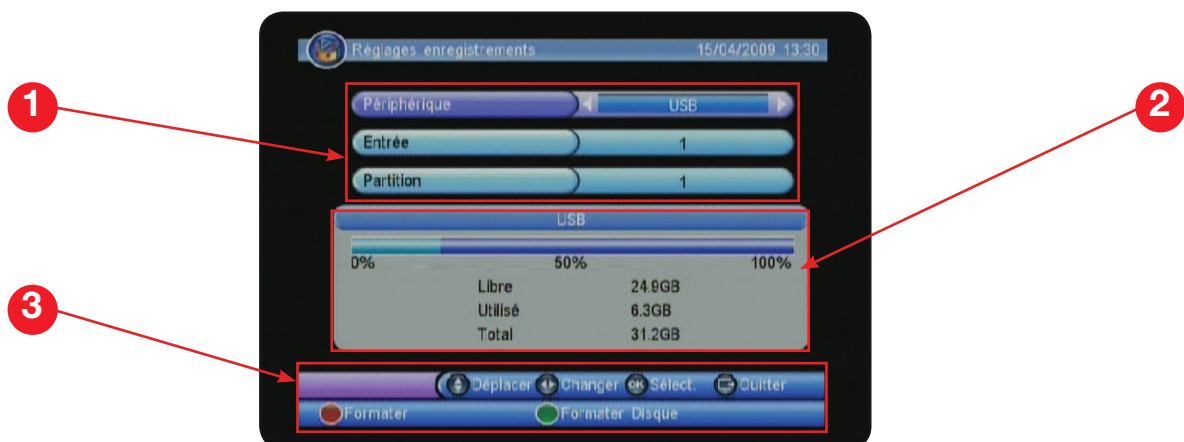 Réglages enregistrements 15/04/2009 13:30
1
Périphérique USB
2
Entrée 1
Partition 1
USB
0% 50% 100%
Libre 24.9GB
3
Utilisé 6.3GB
Total 31.2GB
Déplacer Changer OK Sélect. Quitter
Formater Formater Disque